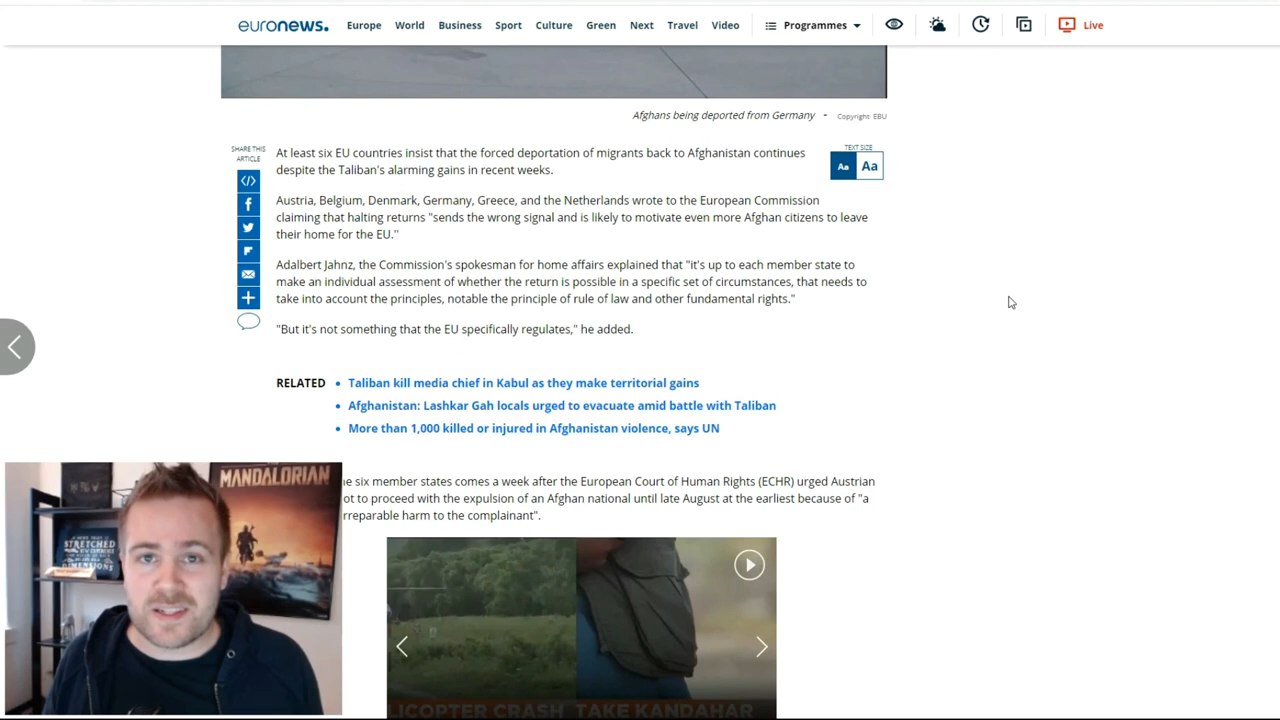 euronews.
Europe World Business Sport Culture Green Next Travel Video Programmes Live
Afghans being deported from Germany - Copyright EBU
SHARE THIS
ARTICLE
TEXT SIZE
Aa Aa
At least six EU countries insist that the forced deportation of migrants back to Afghanistan continues
despite the Taliban's alarming gains in recent weeks.
Austria, Belgium, Denmark, Germany, Greece, and the Netherlands wrote to the European Commission
claiming that halting returns "sends the wrong signal and is likely to motivate even more Afghan citizens to leave
their home for the EU."
Adalbert Jahnz, the Commission's spokesman for home affairs explained that "it's up to each member state to
make an individual assessment of whether the return is possible in a specific set of circumstances, that needs to
take into account the principles, notable the principle of rule of law and other fundamental rights."
"But it's not something that the EU specifically regulates," he added.
RELATED
• Taliban kill media chief in Kabul as they make territorial gains
• Afghanistan: Lashkar Gah locals urged to evacuate amid battle with Taliban
• More than 1,000 killed or injured in Afghanistan violence, says UN
six member states comes a week after the European Court of Human Rights (ECHR) urged Austrian
to proceed with the expulsion of an Afghan national until late August at the earliest because of "a
harm to the complainant".
THE
MANDALORIAN
STRETCHED
DIMENSIONS
CRASH TAKE KANDAHAR